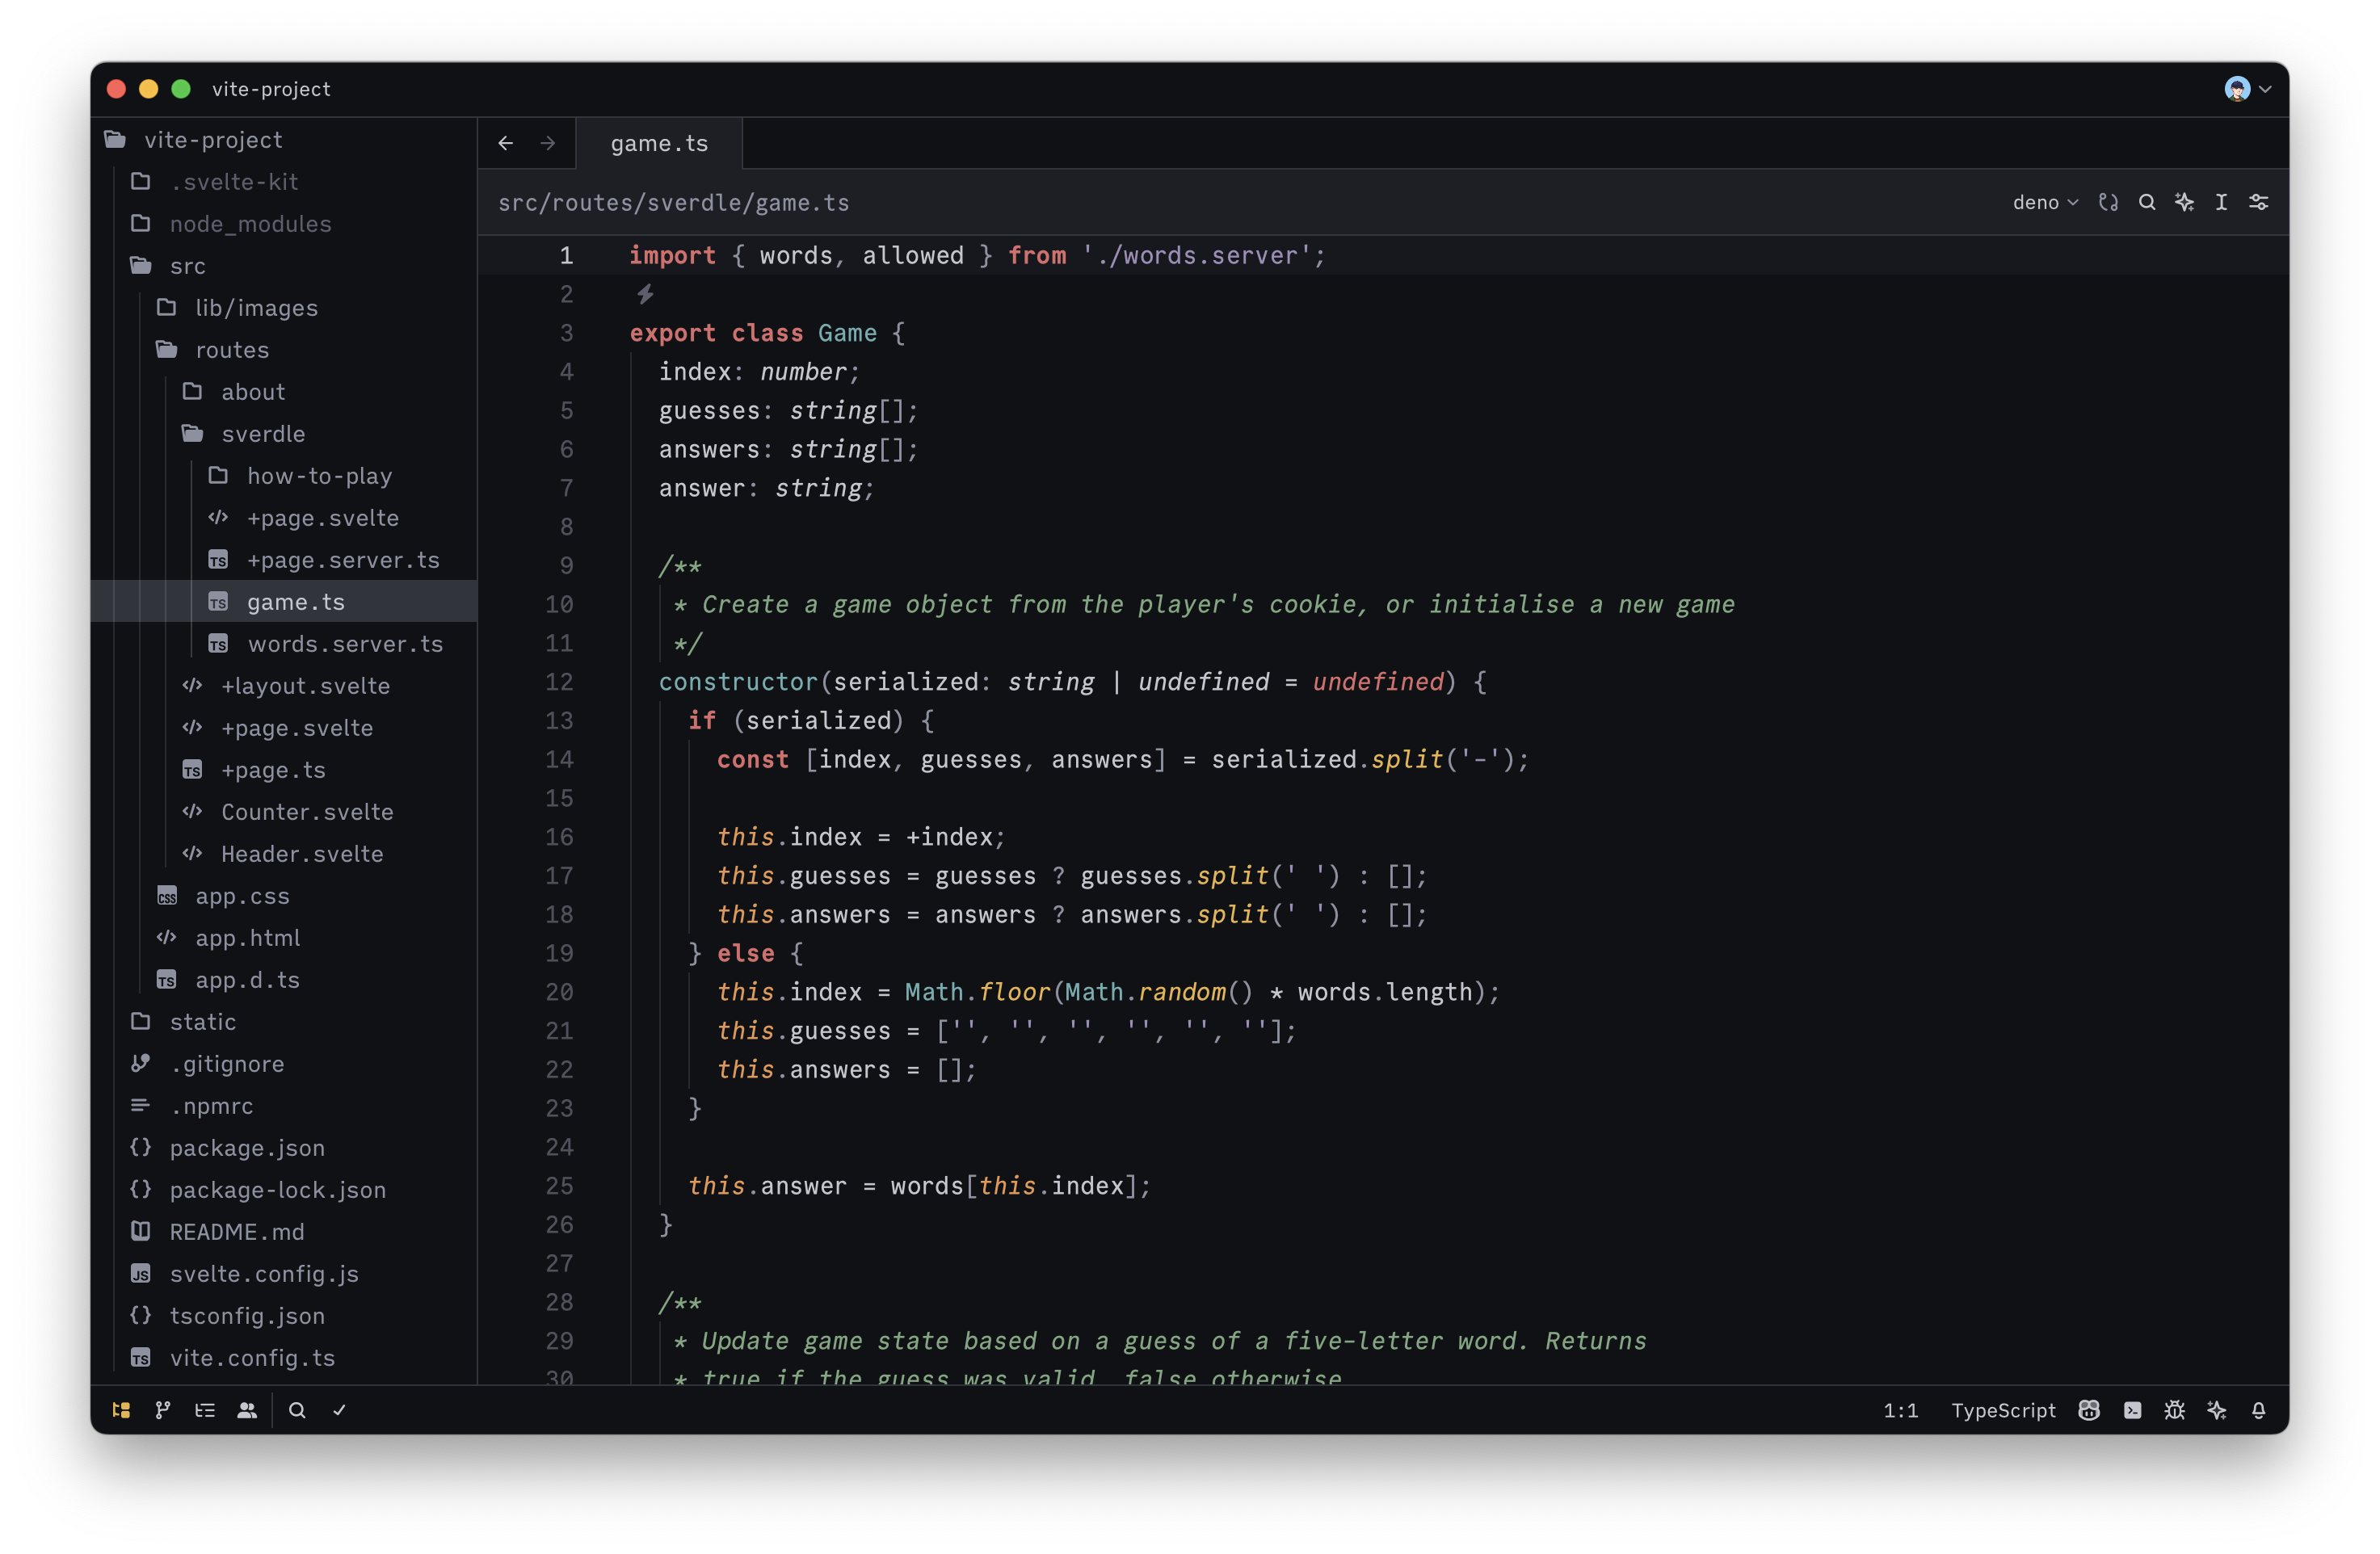 vite-project
vite-project
.svelte-kit
node_modules
src
lib/images
routes
about
sverdle
how-to-play
+page.svelte
+page.server.ts
game.ts
words.server.ts
+layout.svelte
+page.svelte
+page.ts
Counter.svelte
Header.svelte
app.css
app.html
app.d.ts
static
.gitignore
.npmrc
package.json
package-lock.json
README.md
svelte.config.js
tsconfig.json
vite.config.ts
game.ts
src/routes/sverdle/game.ts
deno
1 import { words, allowed } from './words.server';
2
3 export class Game {
4 index: number;
5 guesses: string[];
6 answers: string[];
7 answer: string;
8
9 /**
10 * Create a game object from the player's cookie, or initialise a new game
11 */
12 constructor(serialized: string | undefined = undefined) {
13 if (serialized) {
14 const [index, guesses, answers] = serialized.split('-');
15
16 this.index = +index;
17 this.guesses = guesses ? guesses.split(' ') : [];
18 this.answers = answers ? answers.split(' ') : [];
19 } else {
20 this.index = Math.floor(Math.random() * words.length);
21 this.guesses = ['', '', '', '', '', ''];
22 this.answers = [];
23 }
24
25 this.answer = words[this.index];
26 }
27
28 /**
29 * Update game state based on a guess of a five-letter word. Returns
30 * true if the guess was valid, false otherwise
1:1 TypeScript